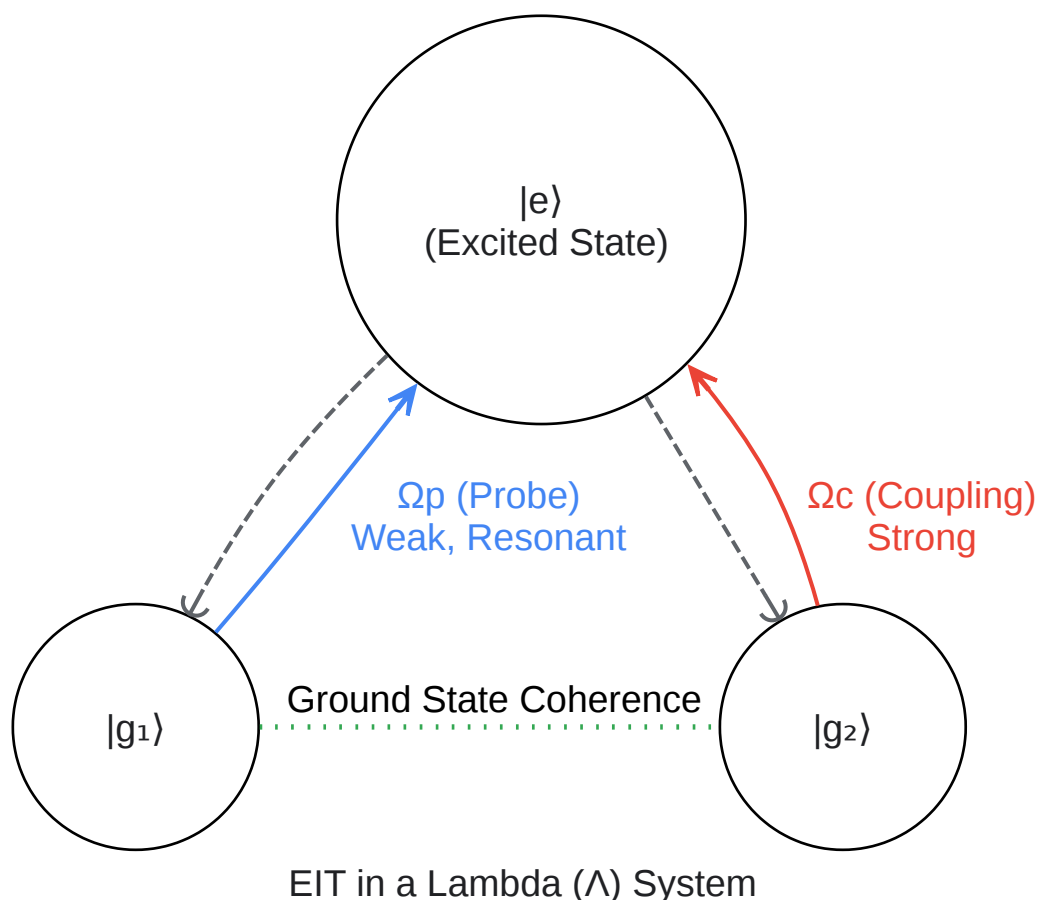 |e⟩
(Excited State)
Ωp (Probe)
Weak, Resonant
Ωc (Coupling)
Strong
Ground State Coherence
|g₁⟩
|g₂⟩
EIT in a Lambda (Λ) System